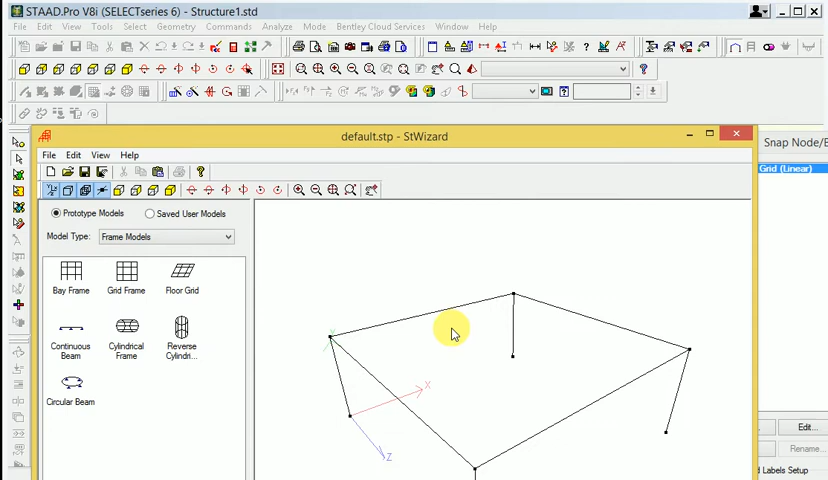 STAAD.Pro V8i (SELECTseries 6) - Structure1.std
File Edit View Tools Select Geometry Commands Analyze Mode Bentley Cloud Services Window Help
default.stp - StWizard
Snap Node/B
Grid (Linear)
File Edit View Help
Prototype Models Saved User Models
Model Type: Frame Models
Bay Frame Grid Frame Floor Grid
Continuous Beam
Cylindrical Frame
Reverse Cylindri...
Circular Beam
X
Z
Edit...
Rename...
d Labels Setup